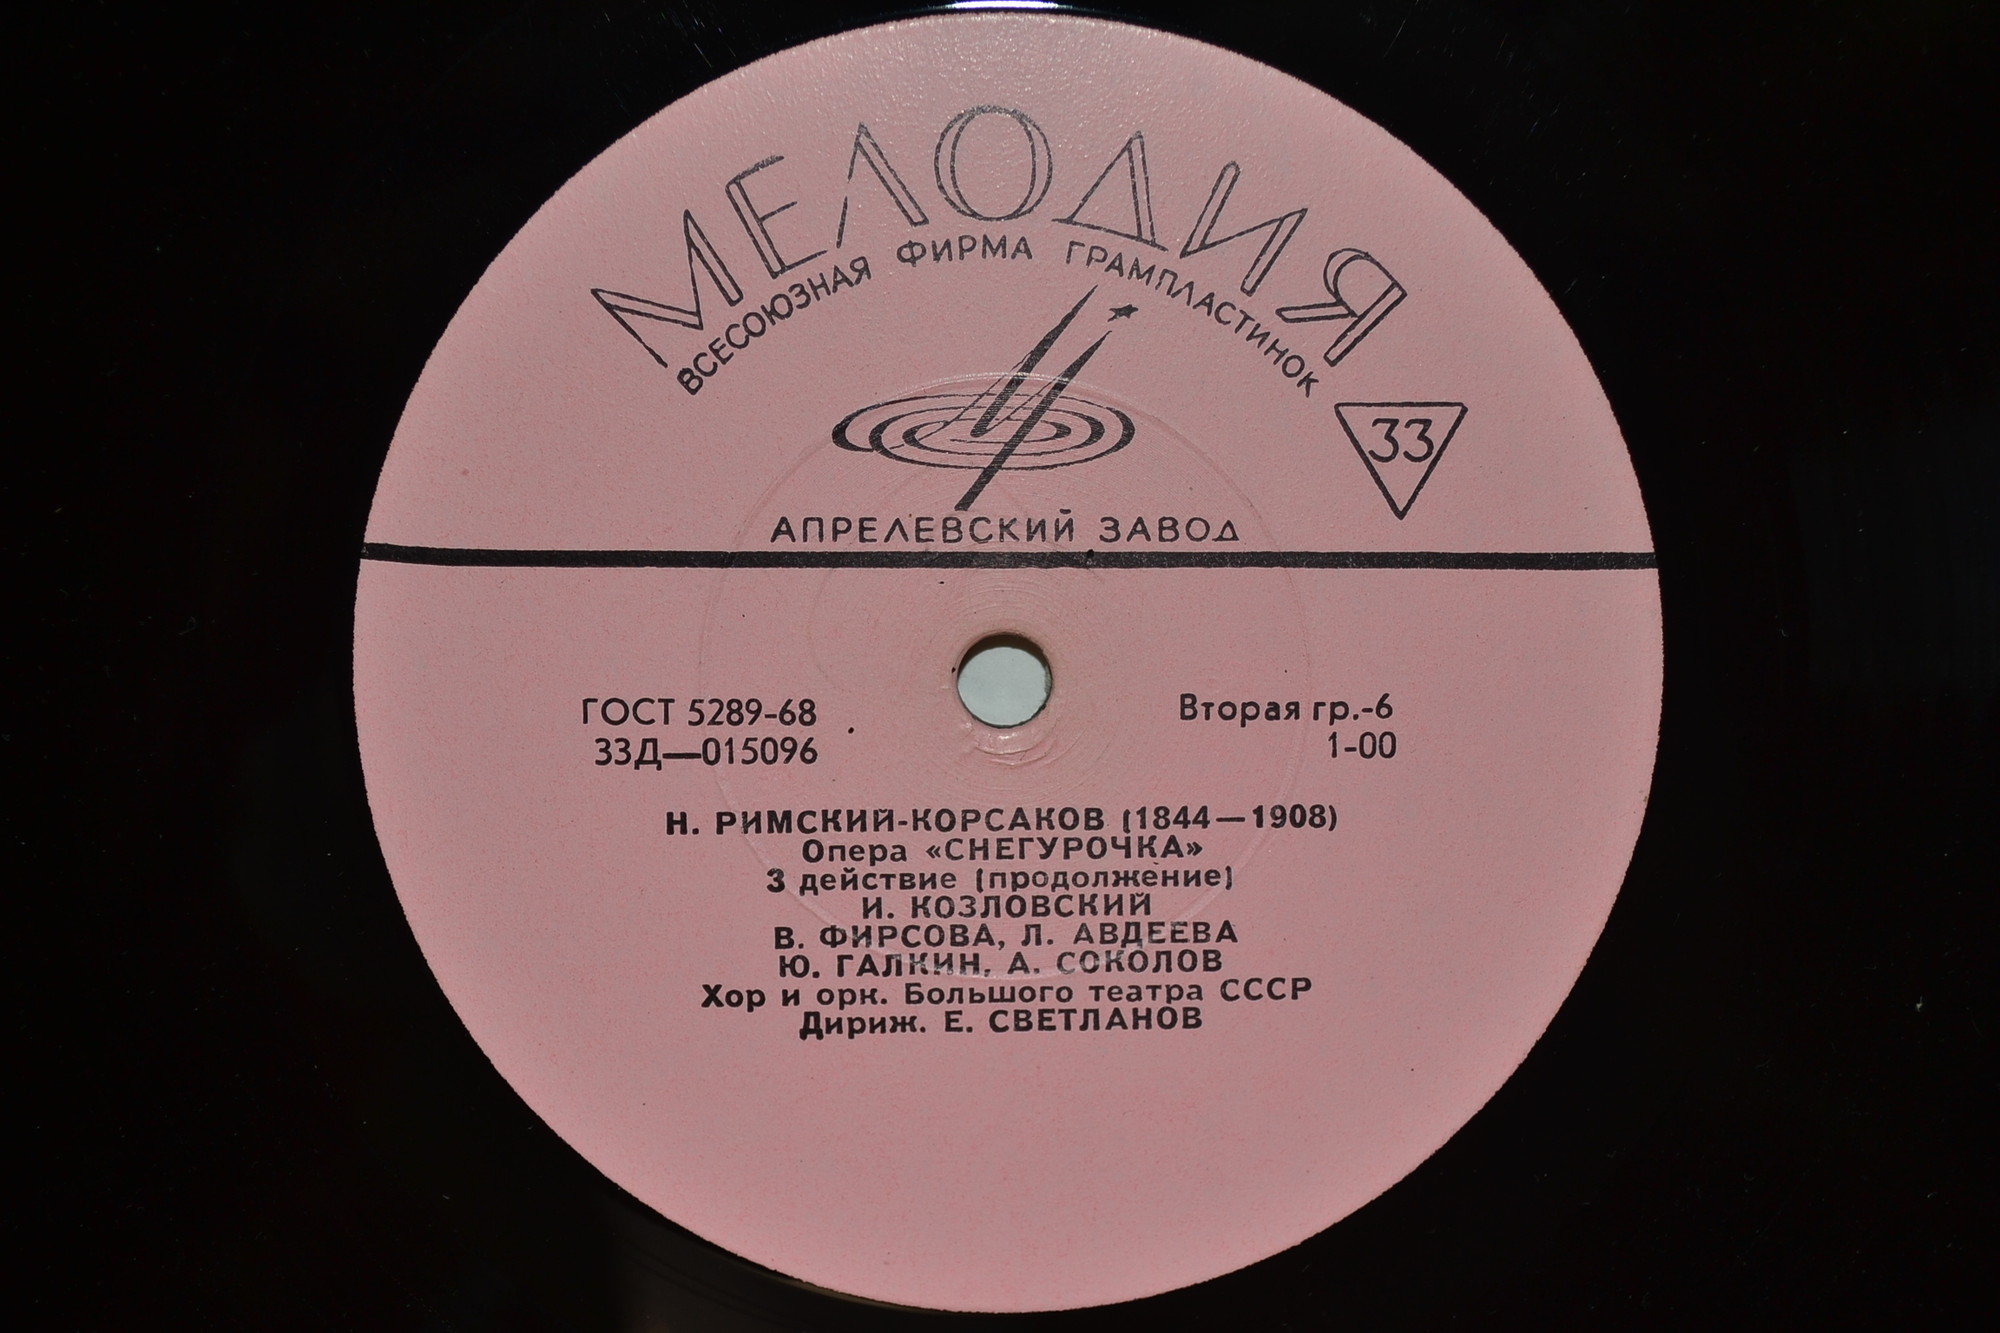 МЕЛОДИЯ
ВСЕСОЮЗНАЯ ФИРМА ГРАМПЛАСТИНОК
33
АПРЕЛЕВСКИЙ ЗАВОД
ГОСТ 5289-68
33Д—015096
Вторая гр.-6
1-00
Н. РИМСКИЙ-КОРСАКОВ (1844—1908)
Опера «СНЕГУРОЧКА»
3 действие (продолжение)
И. КОЗЛОВСКИЙ
В. ФИРСОВА, Л. АВДЕЕВА
Ю. ГАЛКИН, А. СОКОЛОВ
Хор и орк. Большого театра СССР
Дириж. Е. СВЕТЛАНОВ